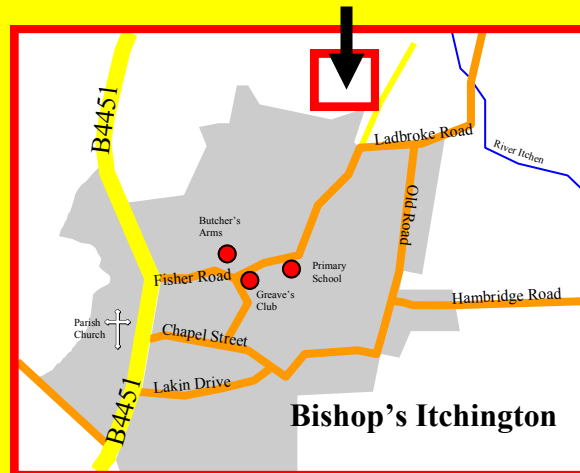 B4451
Ladbroke Road
River Itchen
Old Road
Butcher's
Arms
Primary
School
Fisher Road
Greave's
Club
Hambridge Road
Parish
Church
Chapel Street
Lakin Drive
B4451
Bishop's Itchington